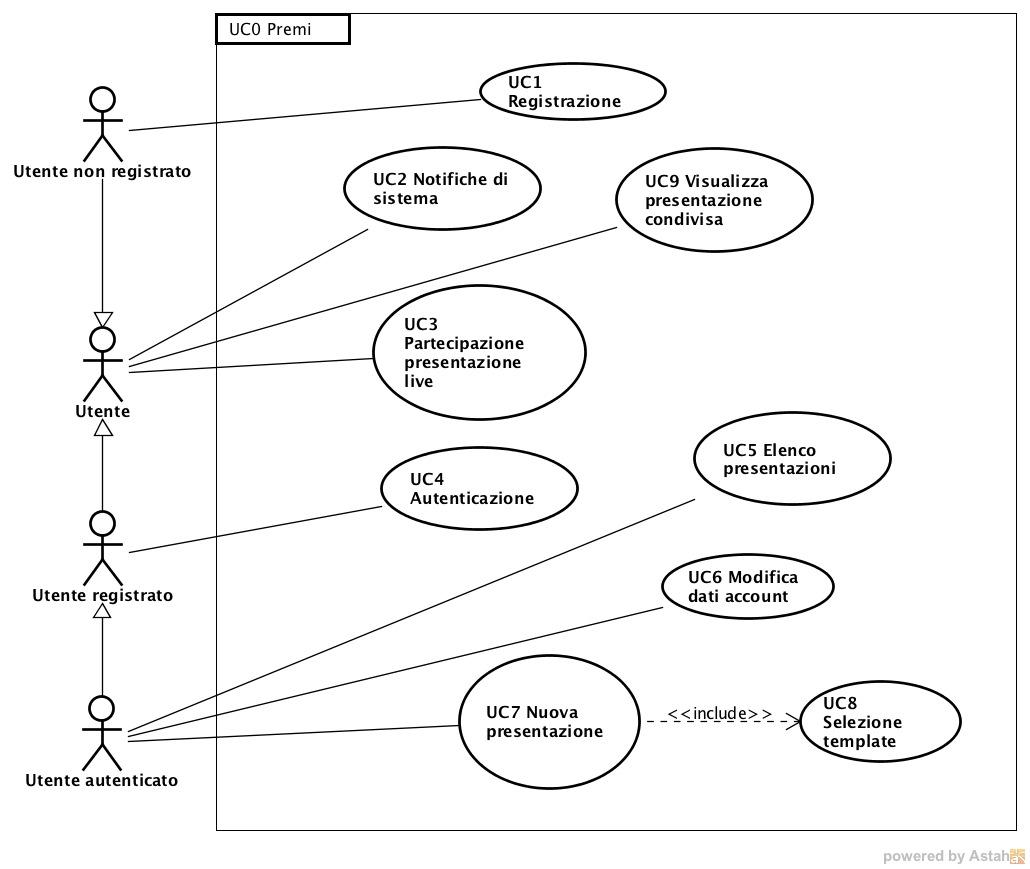 UC0 Premi
UC1
Registrazione
Utente non registrato
UC2 Notifiche di
sistema
UC9 Visualizza
presentazione
condivisa
UC3
Partecipazione
presentazione
live
Utente
UC5 Elenco
presentazioni
UC4
Autenticazione
UC6 Modifica
dati account
Utente registrato
UC7 Nuova
presentazione
<<include>>
UC8
Selezione
template
Utente autenticato
powered by Astah